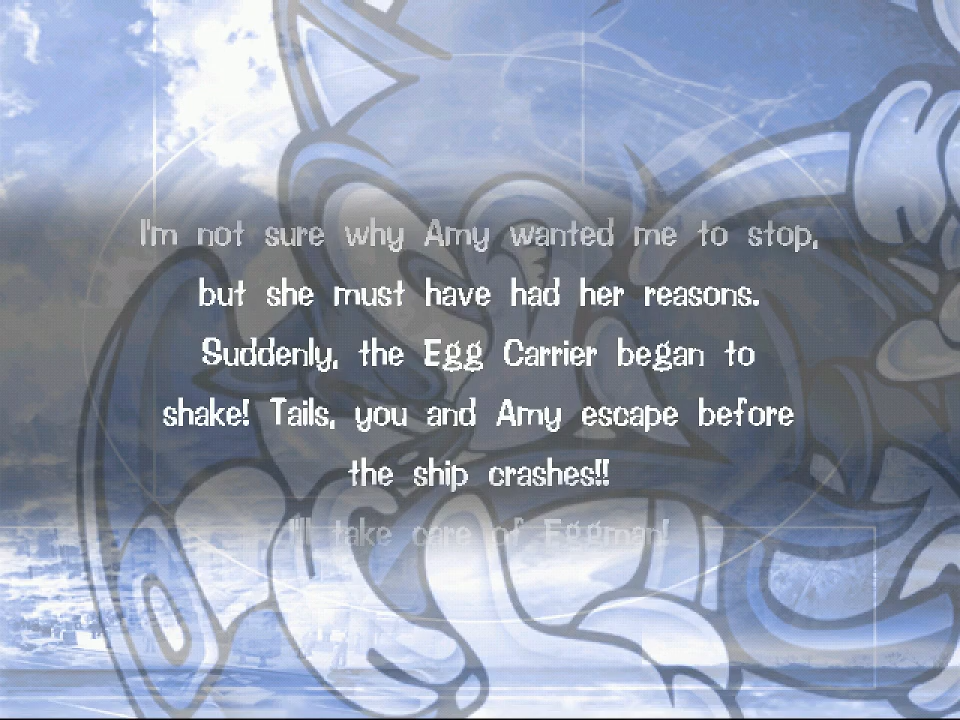 I'm not sure why Amy wanted me to stop,
but she must have had her reasons.
Suddenly, the Egg Carrier began to
shake! Tails, you and Amy escape before
the ship crashes!!
I'll take care of Eggman!